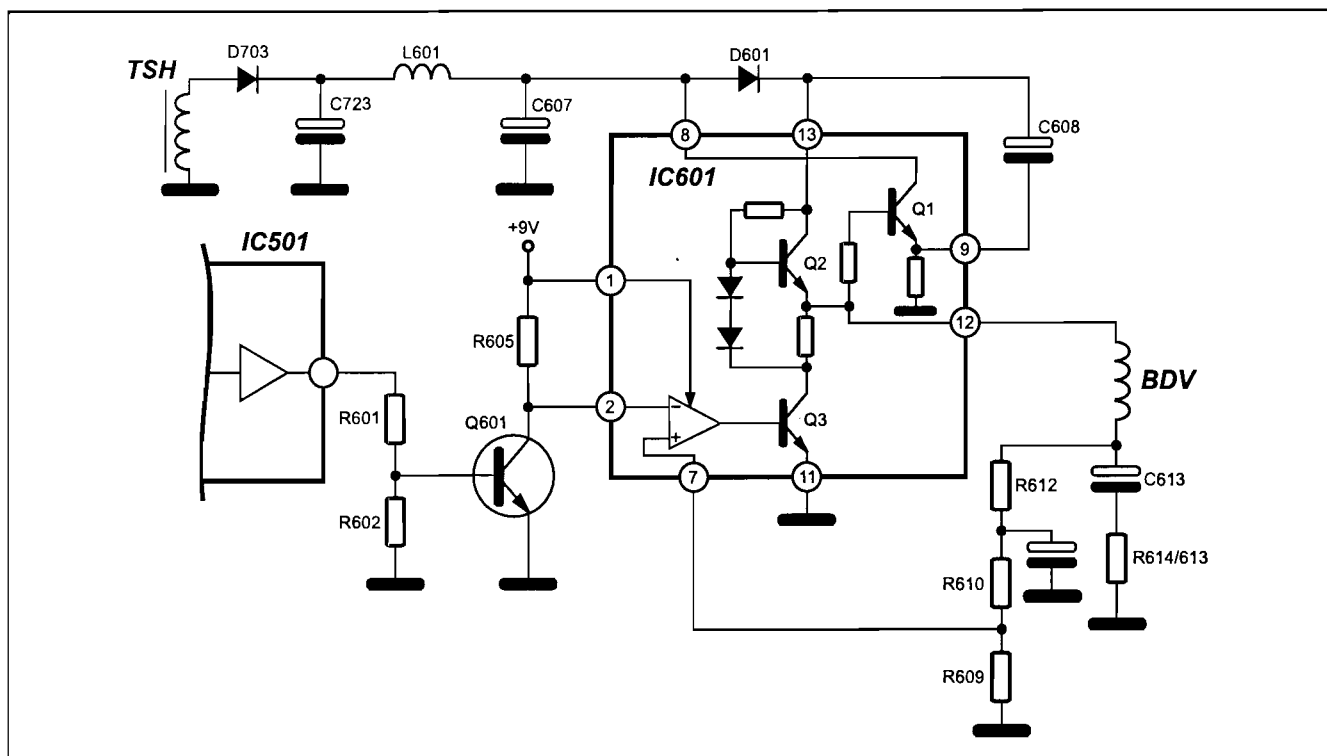 D703
L601
D601
TSH
C723
C607
8
13
C608
IC601
Q1
+9V
IC501
Q2
9
1
12
R605
BDV
2
−
+
Q3
R601
Q601
7
11
R612
C613
R602
R614/613
R610
R609